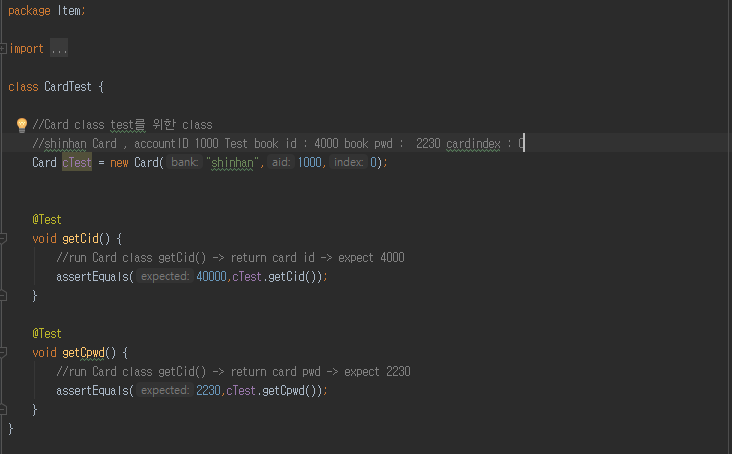 package Item;
import ...
class CardTest {
//Card class test를 위한 class
//shinhan Card , accountID 1000 Test book id : 4000 book pwd :  2230 cardindex : 0
Card cTest = new Card( bank: "shinhan", aid: 1000, index: 0);
@Test
void getCid() {
//run Card class getCid() -> return card id -> expect 4000
assertEquals( expected: 40000,cTest.getCid());
}
@Test
void getCpwd() {
//run Card class getCid() -> return card pwd -> expect 2230
assertEquals( expected: 2230,cTest.getCpwd());
}
}